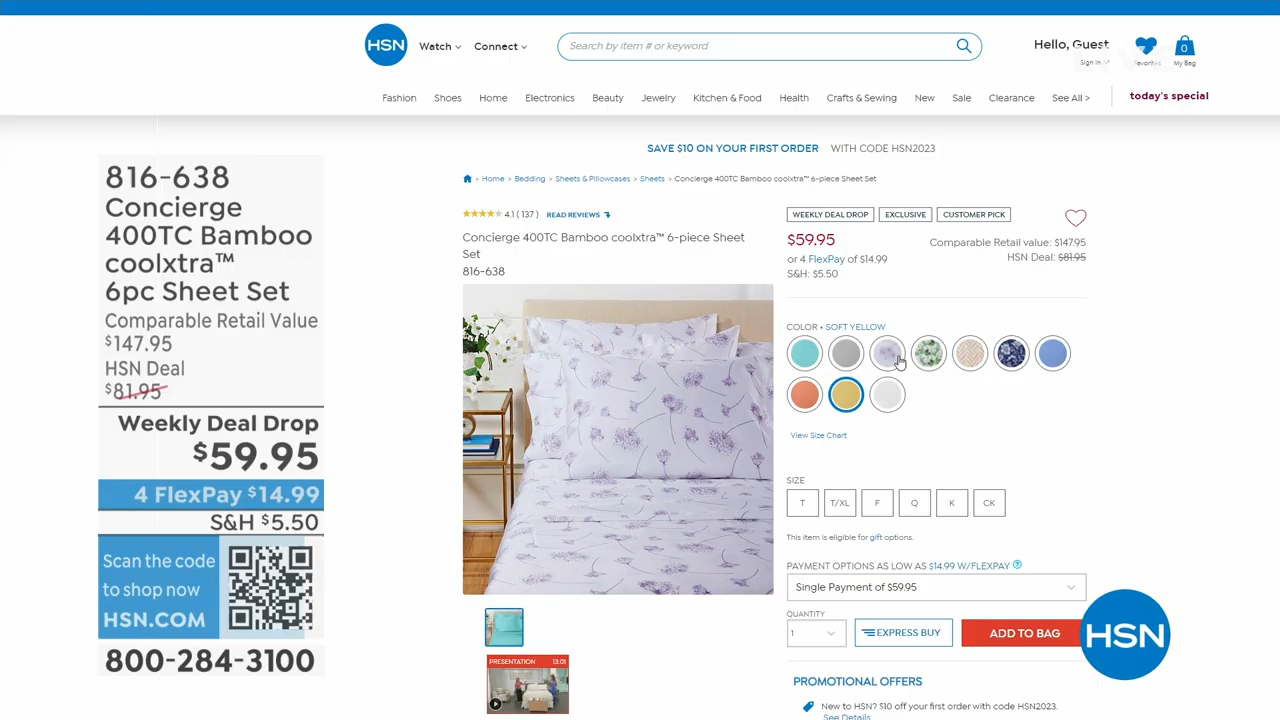 HSN
Watch
Connect
Search by item # or keyword
Hello, Guest
Sign In
Favorites
0
My Bag
Fashion
Shoes
Home
Electronics
Beauty
Jewelry
Kitchen & Food
Health
Crafts & Sewing
New
Sale
Clearance
See All >
today's special
SAVE $10 ON YOUR FIRST ORDER WITH CODE HSN2023
Home > Bedding > Sheets & Pillowcases > Sheets > Concierge 400TC Bamboo coolxtra™ 6-piece Sheet Set
816-638
Concierge
400TC Bamboo
coolxtra™
6pc Sheet Set
Comparable Retail Value
$147.95
HSN Deal
$81.95
Weekly Deal Drop
$59.95
4 FlexPay $14.99
S&H $5.50
Scan the code
to shop now
HSN.COM
800-284-3100
4.1 (137) READ REVIEWS
Concierge 400TC Bamboo coolxtra™ 6-piece Sheet
Set
816-638
PRESENTATION 13:01
WEEKLY DEAL DROP
EXCLUSIVE
CUSTOMER PICK
$59.95
Comparable Retail value: $147.95
or 4 FlexPay of $14.99
HSN Deal: $81.95
S&H: $5.50
COLOR • SOFT YELLOW
View Size Chart
SIZE
T
T/XL
F
Q
K
CK
This item is eligible for gift options.
PAYMENT OPTIONS AS LOW AS $14.99 W/FLEXPAY
Single Payment of $59.95
QUANTITY
1
EXPRESS BUY
ADD TO BAG
HSN
PROMOTIONAL OFFERS
New to HSN? $10 off your first order with code HSN2023.
See Details